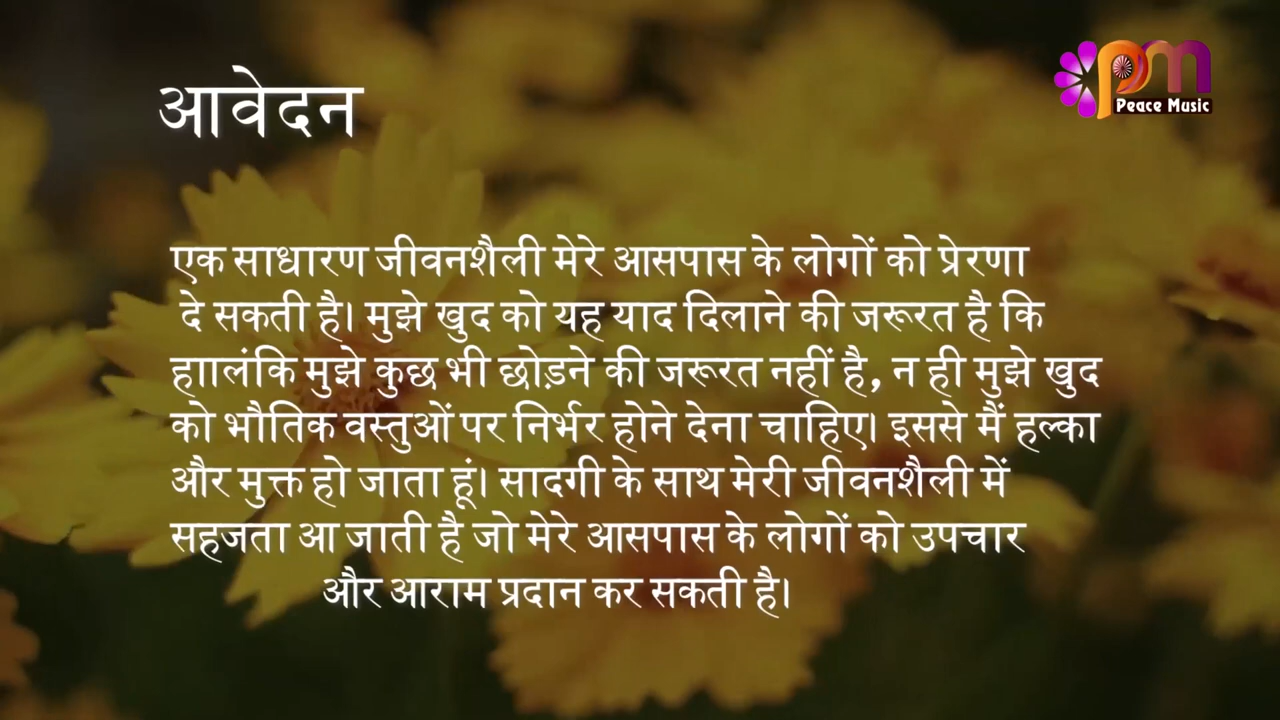 आवेदन
Peace Music
एक साधारण जीवनशैली मेरे आसपास के लोगों को प्रेरणा
दे सकती है। मुझे खुद को यह याद दिलाने की जरूरत है कि
हाालंकि मुझे कुछ भी छोड़ने की जरूरत नहीं है, न ही मुझे खुद
को भौतिक वस्तुओं पर निर्भर होने देना चाहिए। इससे मैं हल्का
और मुक्त हो जाता हूं। सादगी के साथ मेरी जीवनशैली में
सहजता आ जाती है जो मेरे आसपास के लोगों को उपचार
और आराम प्रदान कर सकती है।